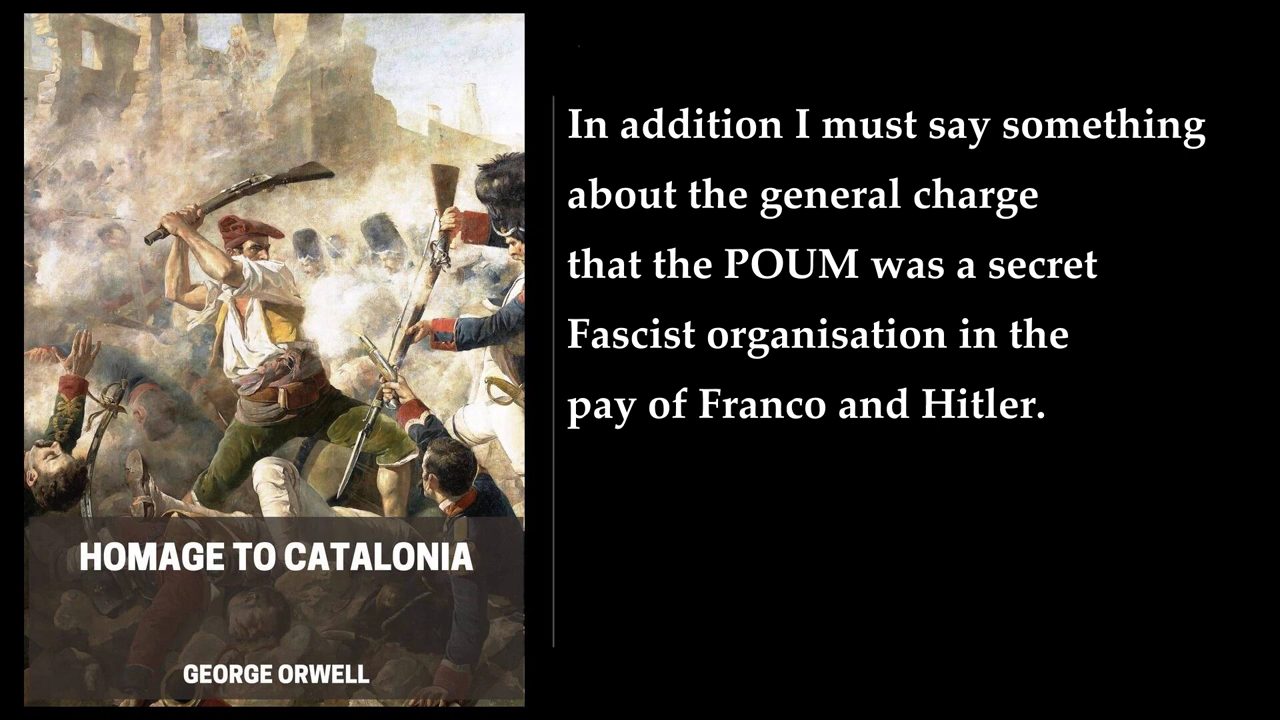 HOMAGE TO CATALONIA
GEORGE ORWELL
In addition I must say something
about the general charge
that the POUM was a secret
Fascist organisation in the
pay of Franco and Hitler.